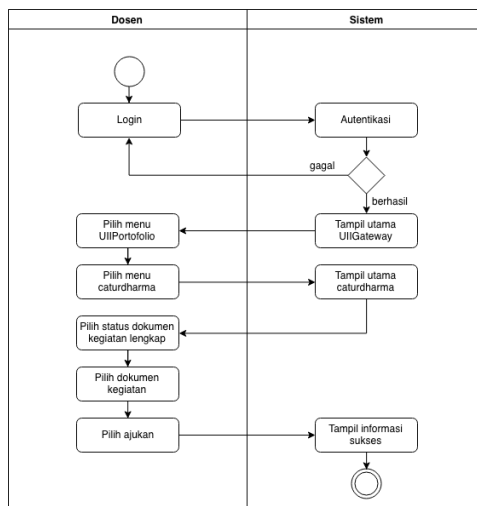 Dosen
Sistem
Login
Autentikasi
gagal
berhasil
Pilih menu
UIIPortofolio
Tampil utama
UIIGateway
Pilih menu
caturdharma
Tampil utama
caturdharma
Pilih status dokumen
kegiatan lengkap
Pilih dokumen
kegiatan
Pilih ajukan
Tampil informasi
sukses